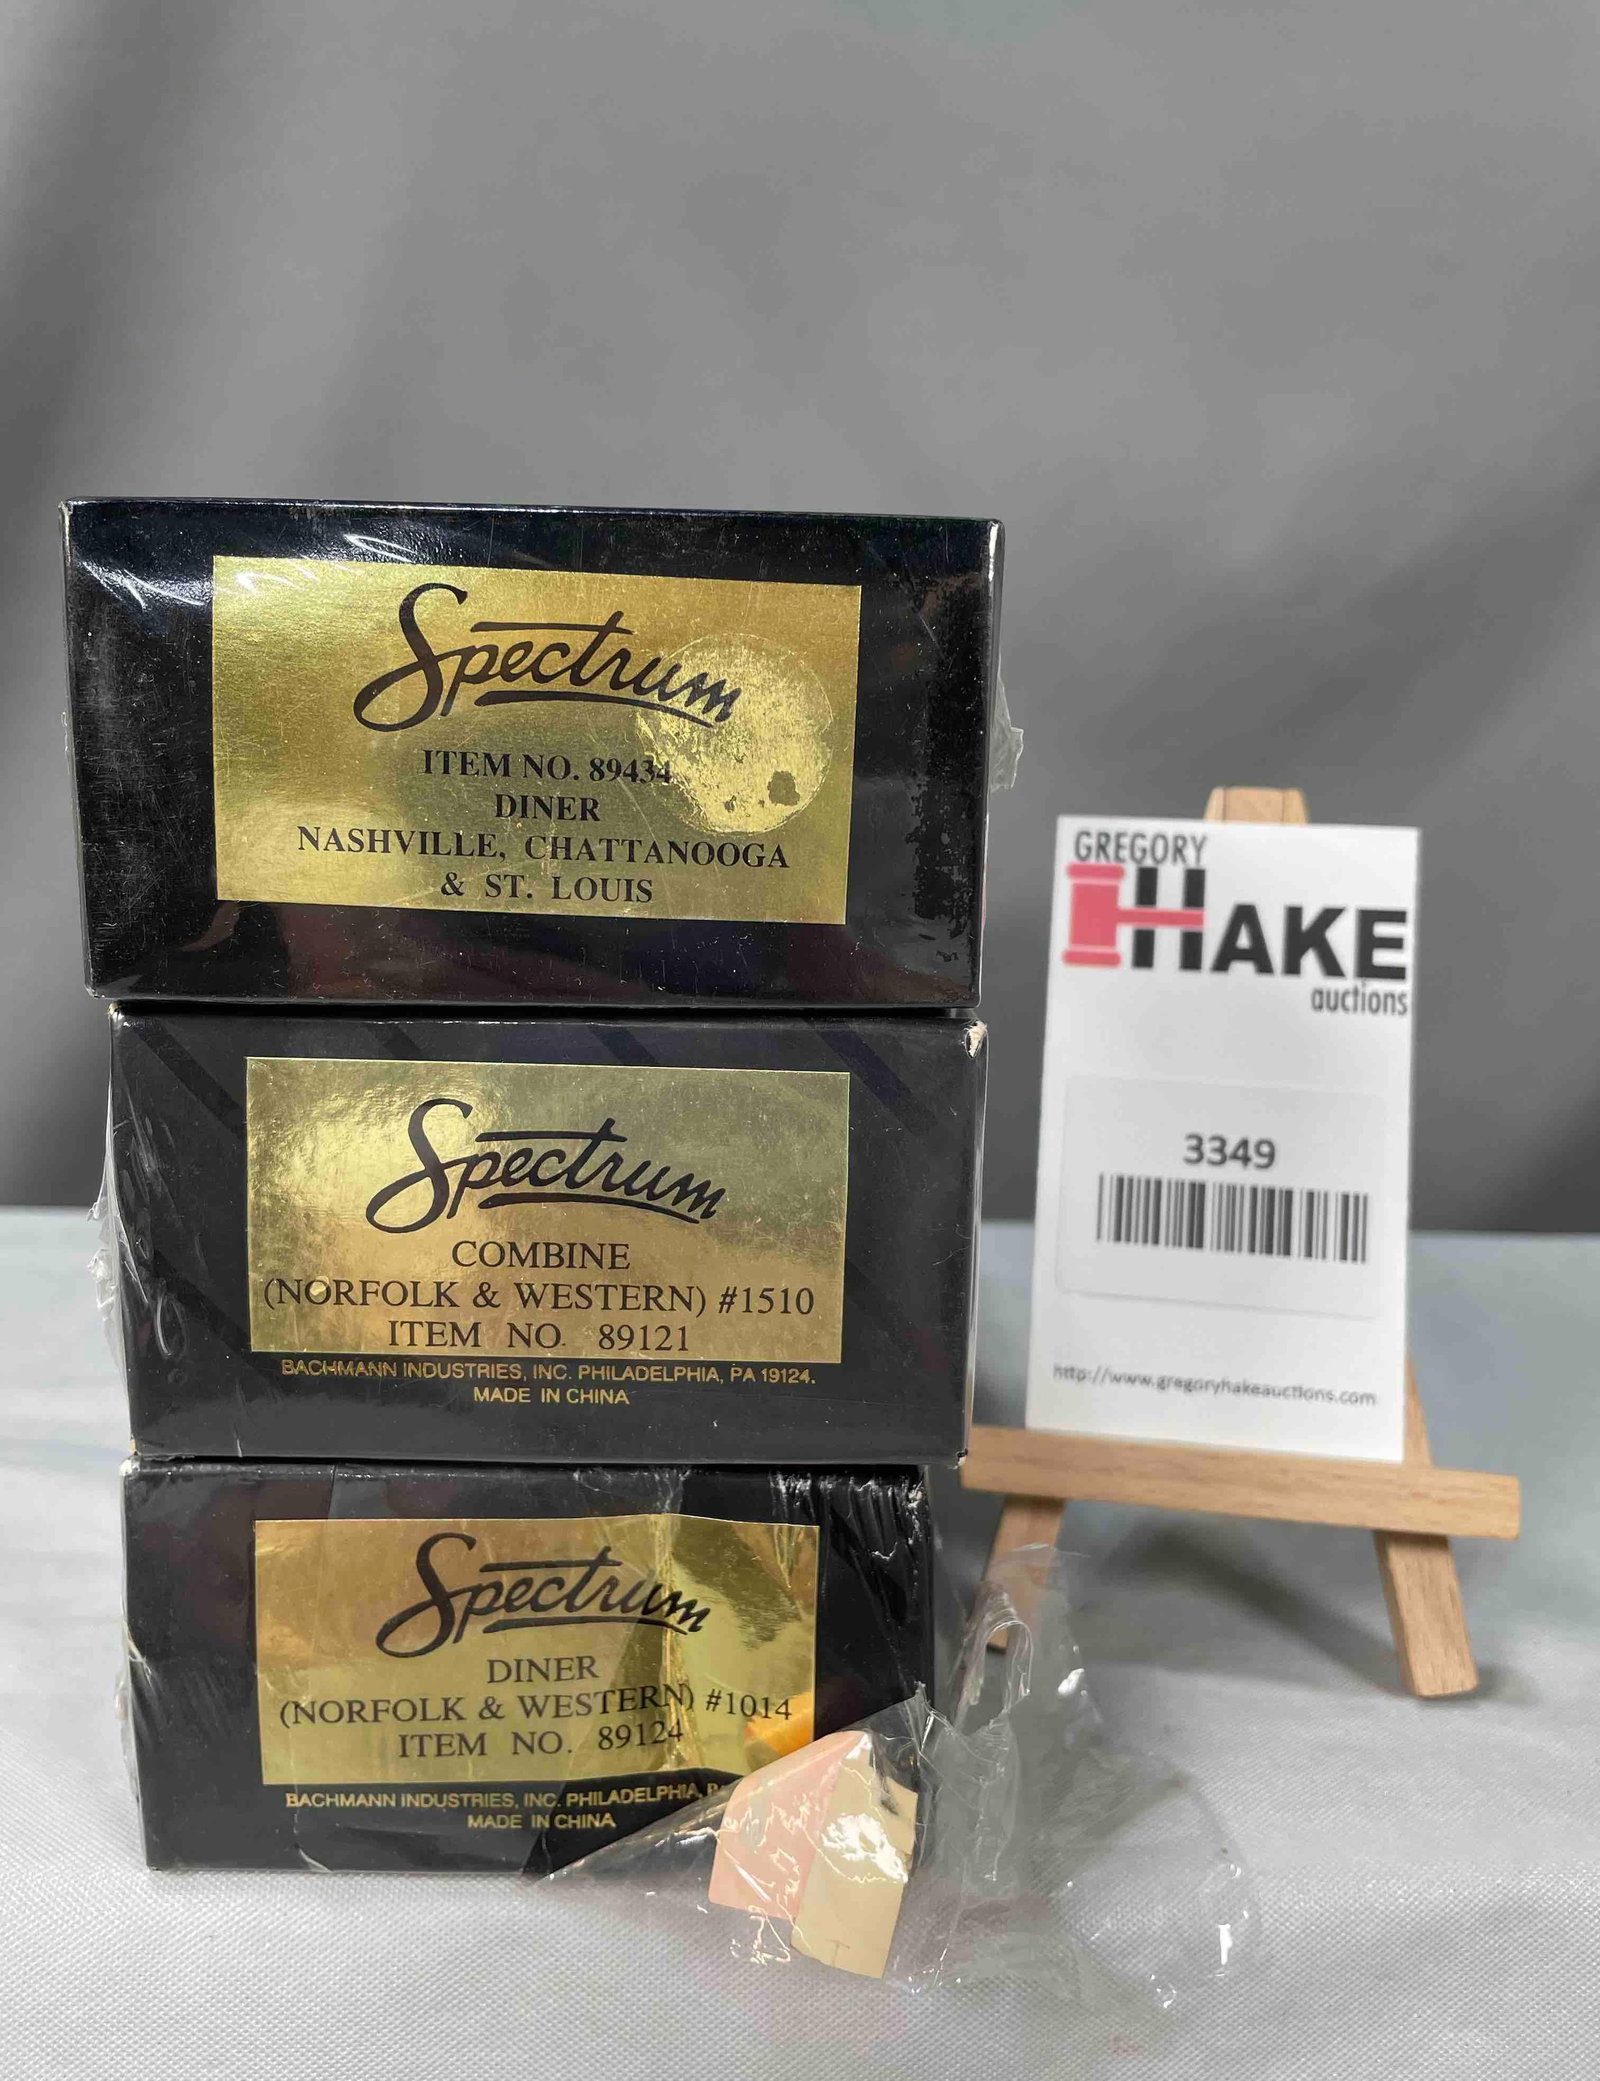 Spectrum
ITEM NO. 89434
DINER
NASHVILLE, CHATTANOOGA
& ST. LOUIS
Spectrum
COMBINE
(NORFOLK & WESTERN) #1510
ITEM NO. 89121
BACHMANN INDUSTRIES, INC. PHILADELPHIA, PA 19124.
MADE IN CHINA
Spectrum
DINER
(NORFOLK & WESTERN) #1014
ITEM NO. 89124
BACHMANN INDUSTRIES, INC. PHILADELPHIA,
MADE IN CHINA
GREGORY
HAKE
auctions
3349
http://www.gregoryhakeauctions.com